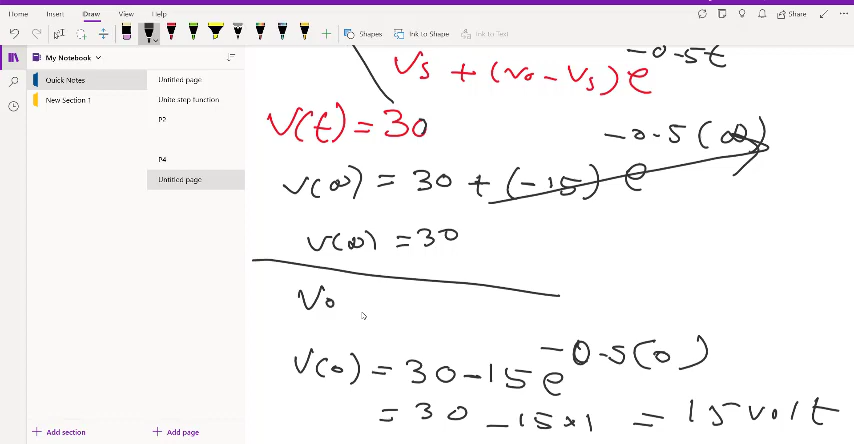 Home Insert Draw View Help
Share
Shapes Ink to Shape Ink to Text
My Notebook
Quick Notes
New Section 1
Untitled page
Unite step function
P2
P4
Untitled page
Add section
Add page
-0.5t
Vs + (Vo - Vs) e
V(t) = 30
-0.5(∞)
V(∞) = 30 + (-15) e
V(∞) = 30
Vo
-0.5(0)
V(0) = 30 - 15 e
= 30 - 15 x 1 = 15 volt